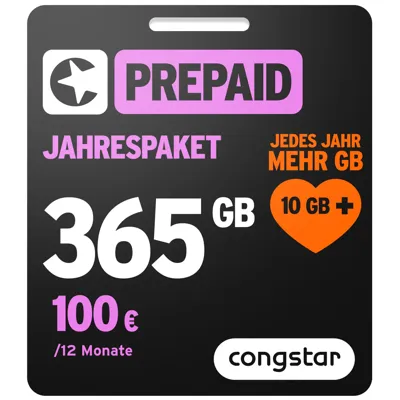 PREPAID
JAHRESPAKET
JEDES JAHR
MEHR GB
365 GB
10 GB +
100 €
/12 Monate
congstar